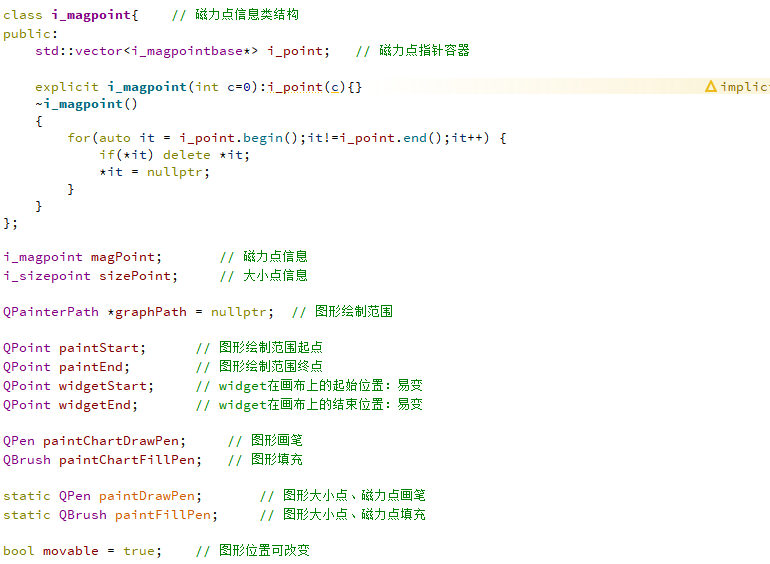 class i_magpoint{    // 磁力点信息类结构
public:
    std::vector<i_magpointbase*> i_point;   // 磁力点指针容器
    explicit i_magpoint(int c=0):i_point(c){}    implic
    ~i_magpoint()
    {
        for(auto it = i_point.begin();it!=i_point.end();it++) {
            if(*it) delete *it;
            *it = nullptr;
        }
    }
};
i_magpoint magPoint;       // 磁力点信息
i_sizepoint sizePoint;     // 大小点信息
QPainterPath *graphPath = nullptr;  // 图形绘制范围
QPoint paintStart;      // 图形绘制范围起点
QPoint paintEnd;        // 图形绘制范围终点
QPoint widgetStart;     // widget在画布上的起始位置：易变
QPoint widgetEnd;       // widget在画布上的结束位置：易变
QPen paintChartDrawPen;     // 图形画笔
QBrush paintChartFillPen;   // 图形填充
static QPen paintDrawPen;       // 图形大小点、磁力点画笔
static QBrush paintFillPen;     // 图形大小点、磁力点填充
bool movable = true;    // 图形位置可改变